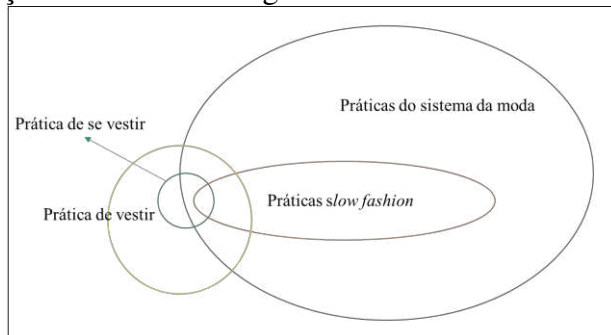 Práticas do sistema da moda
Prática de se vestir
Práticas slow fashion
Prática de vestir